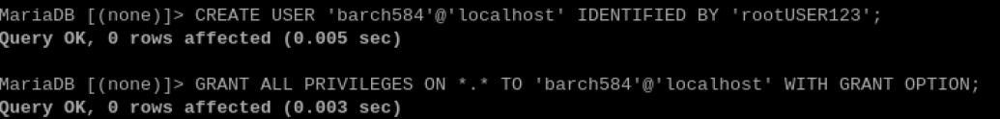 MariaDB [(none)]> CREATE USER 'barch584'@'localhost' IDENTIFIED BY 'rootUSER123';
Query OK, 0 rows affected (0.005 sec)
MariaDB [(none)]> GRANT ALL PRIVILEGES ON *.* TO 'barch584'@'localhost' WITH GRANT OPTION;
Query OK, 0 rows affected (0.003 sec)